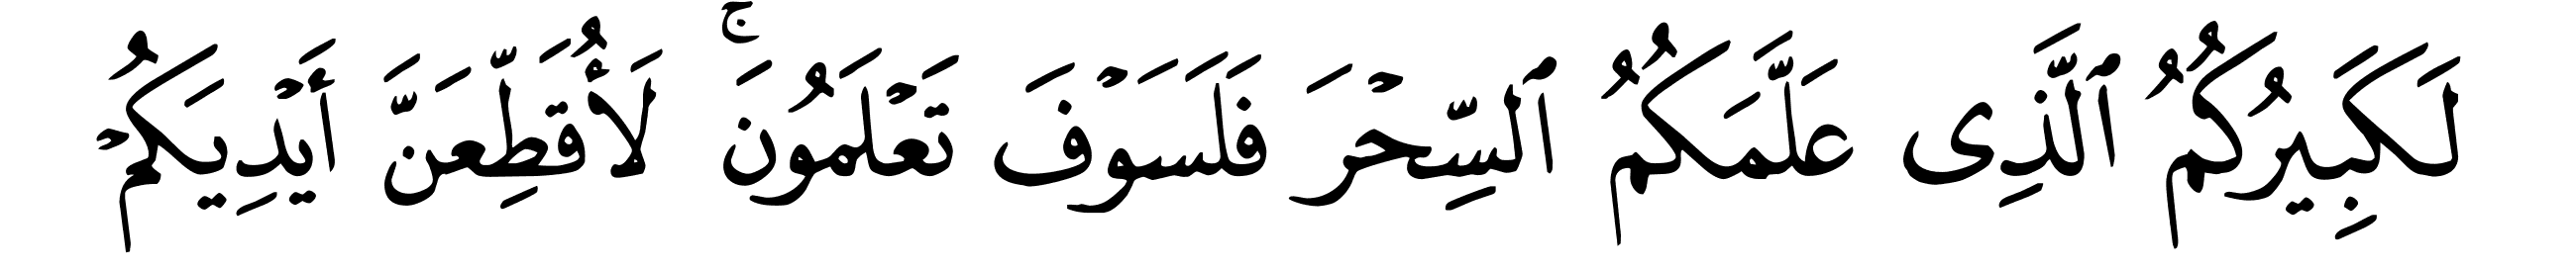 لَكَبِيرُكُمُ ٱلَّذِى عَلَّمَكُمُ ٱلسِّحْرَ فَلَسَوْفَ تَعْلَمُونَ ۚ لَأُقَطِّعَنَّ أَيْدِيَكُمْ